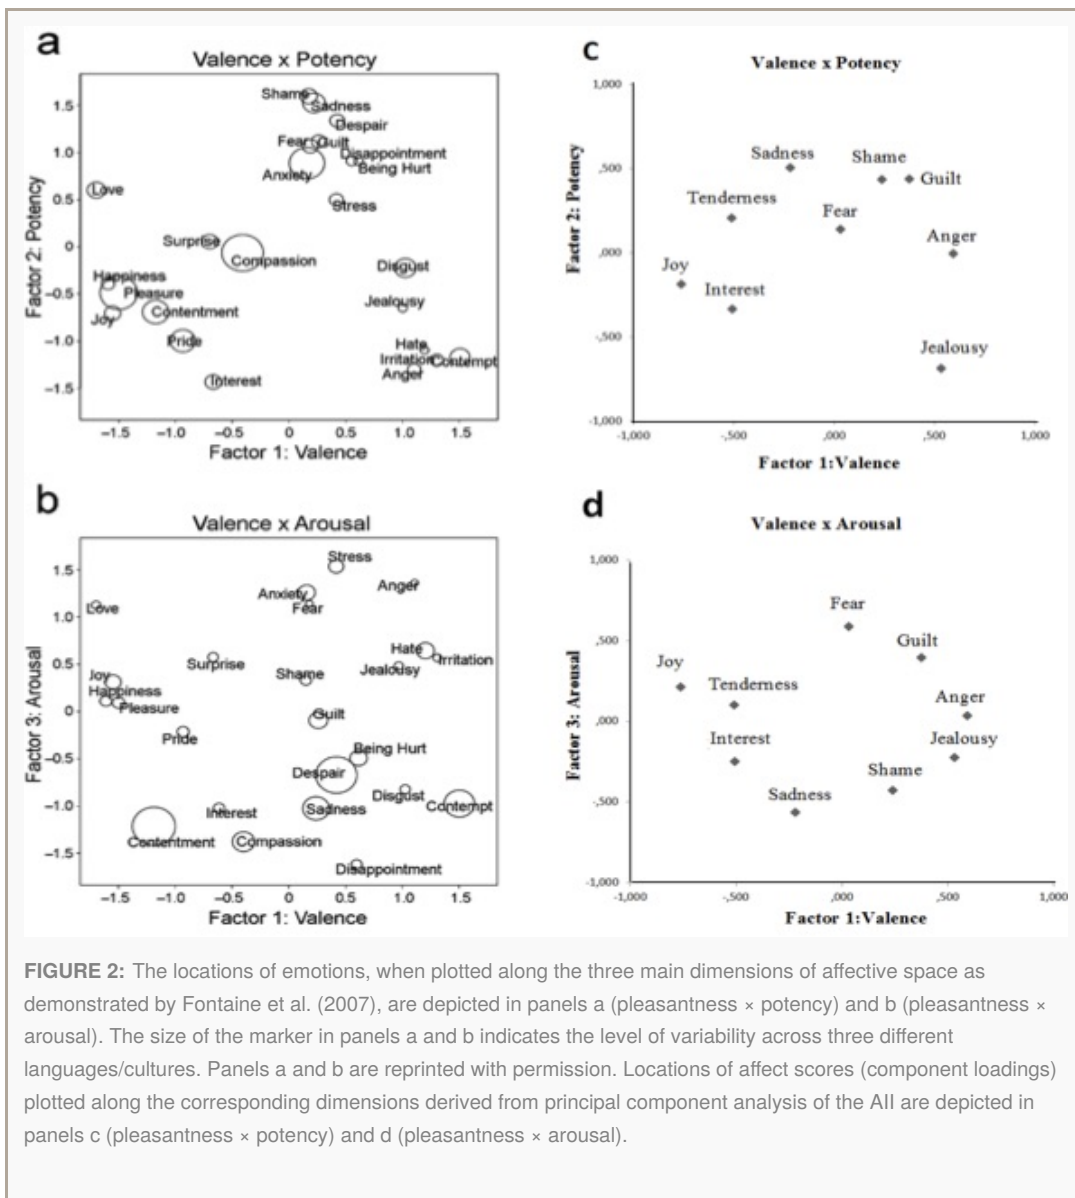 a
Valence x Potency
Factor 2: Potency
1.5
1.0
0.5
0
−0.5
−1.0
−1.5
Shame
Sadness
Despair
Fear
Guilt
Disappointment
Being Hurt
Anxiety
Love
Stress
Surprise
Compassion
Disgust
Happiness
Pleasure
Jealousy
Joy
Contentment
Pride
Hate
Irritation
Contempt
Anger
Interest
−1.5 −1.0 −0.5 0 0.5 1.0 1.5
Factor 1: Valence
c
Valence x Potency
Factor 2: Potency
1,000
,500
,000
-,500
-1,000
Sadness
Shame
Guilt
Tenderness
Fear
Anger
Joy
Interest
Jealousy
-1,000 -,500 ,000 ,500 1,000
Factor 1:Valence
b
Valence x Arousal
Factor 3: Arousal
1.5
1.0
0.5
0
−0.5
−1.0
−1.5
Stress
Anger
Anxiety
Fear
Love
Hate
Irritation
Surprise
Jealousy
Shame
Joy
Happiness
Pleasure
Guilt
Pride
Being Hurt
Despair
Disgust
Interest
Sadness
Contempt
Contentment
Compassion
Disappointment
−1.5 −1.0 −0.5 0 0.5 1.0 1.5
Factor 1: Valence
d
Valence x Arousal
Factor 3: Arousal
1,000
,500
,000
-,500
-1,000
Fear
Guilt
Joy
Tenderness
Anger
Interest
Jealousy
Shame
Sadness
-1,000 -,500 ,000 ,500 1,000
Factor 1:Valence
FIGURE 2: The locations of emotions, when plotted along the three main dimensions of affective space as
demonstrated by Fontaine et al. (2007), are depicted in panels a (pleasantness × potency) and b (pleasantness ×
arousal). The size of the marker in panels a and b indicates the level of variability across three different
languages/cultures. Panels a and b are reprinted with permission. Locations of affect scores (component loadings)
plotted along the corresponding dimensions derived from principal component analysis of the AII are depicted in
panels c (pleasantness × potency) and d (pleasantness × arousal).